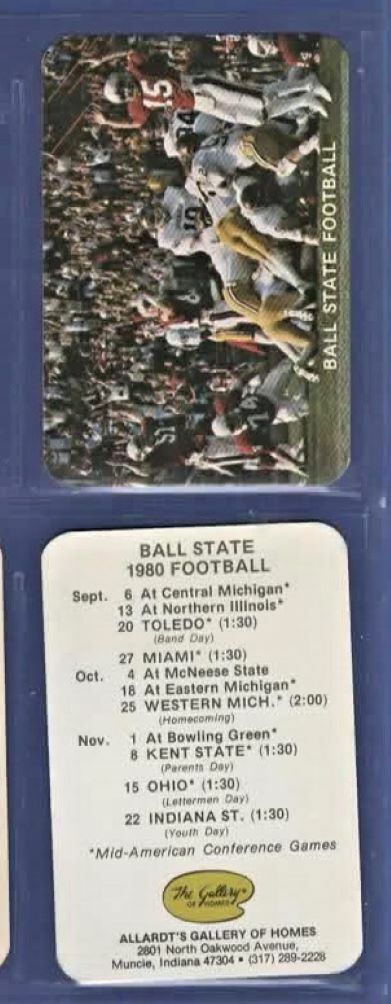 BALL STATE FOOTBALL
15
BALL STATE
1980 FOOTBALL
Sept. 6 At Central Michigan*
13 At Northern Illinois*
20 TOLEDO* (1:30)
(Band Day)
27 MIAMI* (1:30)
Oct. 4 At McNeese State
18 At Eastern Michigan*
25 WESTERN MICH.* (2:00)
(Homecoming)
Nov. 1 At Bowling Green*
8 KENT STATE* (1:30)
(Parents Day)
15 OHIO* (1:30)
(Lettermen Day)
22 INDIANA ST. (1:30)
(Youth Day)
*Mid-American Conference Games
The Gallery
OF HOMES
ALLARDT'S GALLERY OF HOMES
2801 North Oakwood Avenue,
Muncie, Indiana 47304 • (317) 289-2228